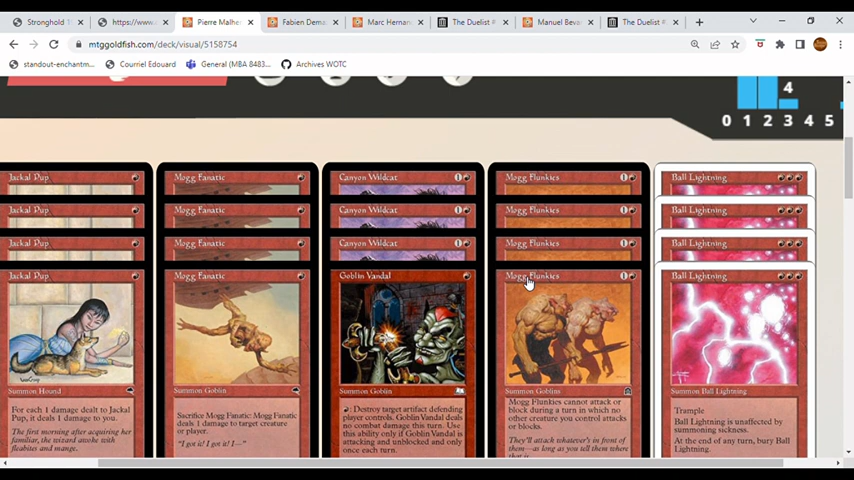 Stronghold 1
https://www.
Pierre Malhe
Fabien Dema
Marc Hernan
The Duelist #
Manuel Beva
The Duelist #
mtggoldfish.com/deck/visual/5158754
standout-enchantm...
Courriel Edouard
General (MBA 8483...
Archives WOTC
4
0 1 2 3 4 5
Jackal Pup
Mogg Fanatic
Canyon Wildcat
Mogg Flunkies
Ball Lightning
Jackal Pup
Mogg Fanatic
Canyon Wildcat
Mogg Flunkies
Ball Lightning
Jackal Pup
Mogg Fanatic
Canyon Wildcat
Mogg Flunkies
Ball Lightning
Jackal Pup
Mogg Fanatic
Goblin Vandal
Mogg Flunkies
Ball Lightning
Summon Hound
Summon Goblin
Summon Goblin
Summon Goblins
Summon Ball Lightning
For each 1 damage dealt to Jackal
Pup, it deals 1 damage to you.
The first morning after acquiring her
familiar, the wizard awoke with
fleabites and mange.
Sacrifice Mogg Fanatic: Mogg Fanatic
deals 1 damage to target creature
or player.
"I got it! I got it! I—"
: Destroy target artifact defending
player controls. Goblin Vandal deals
no combat damage this turn. Use
this ability only if Goblin Vandal is
attacking and unblocked and only
once each turn.
Mogg Flunkies cannot attack or
block during a turn in which no
other creature you control attacks
or blocks.
They'll attack whatever's in front of
them—as long as you tell them where
that is.
Trample
Ball Lightning is unaffected by
summoning sickness.
At the end of any turn, bury Ball
Lightning.